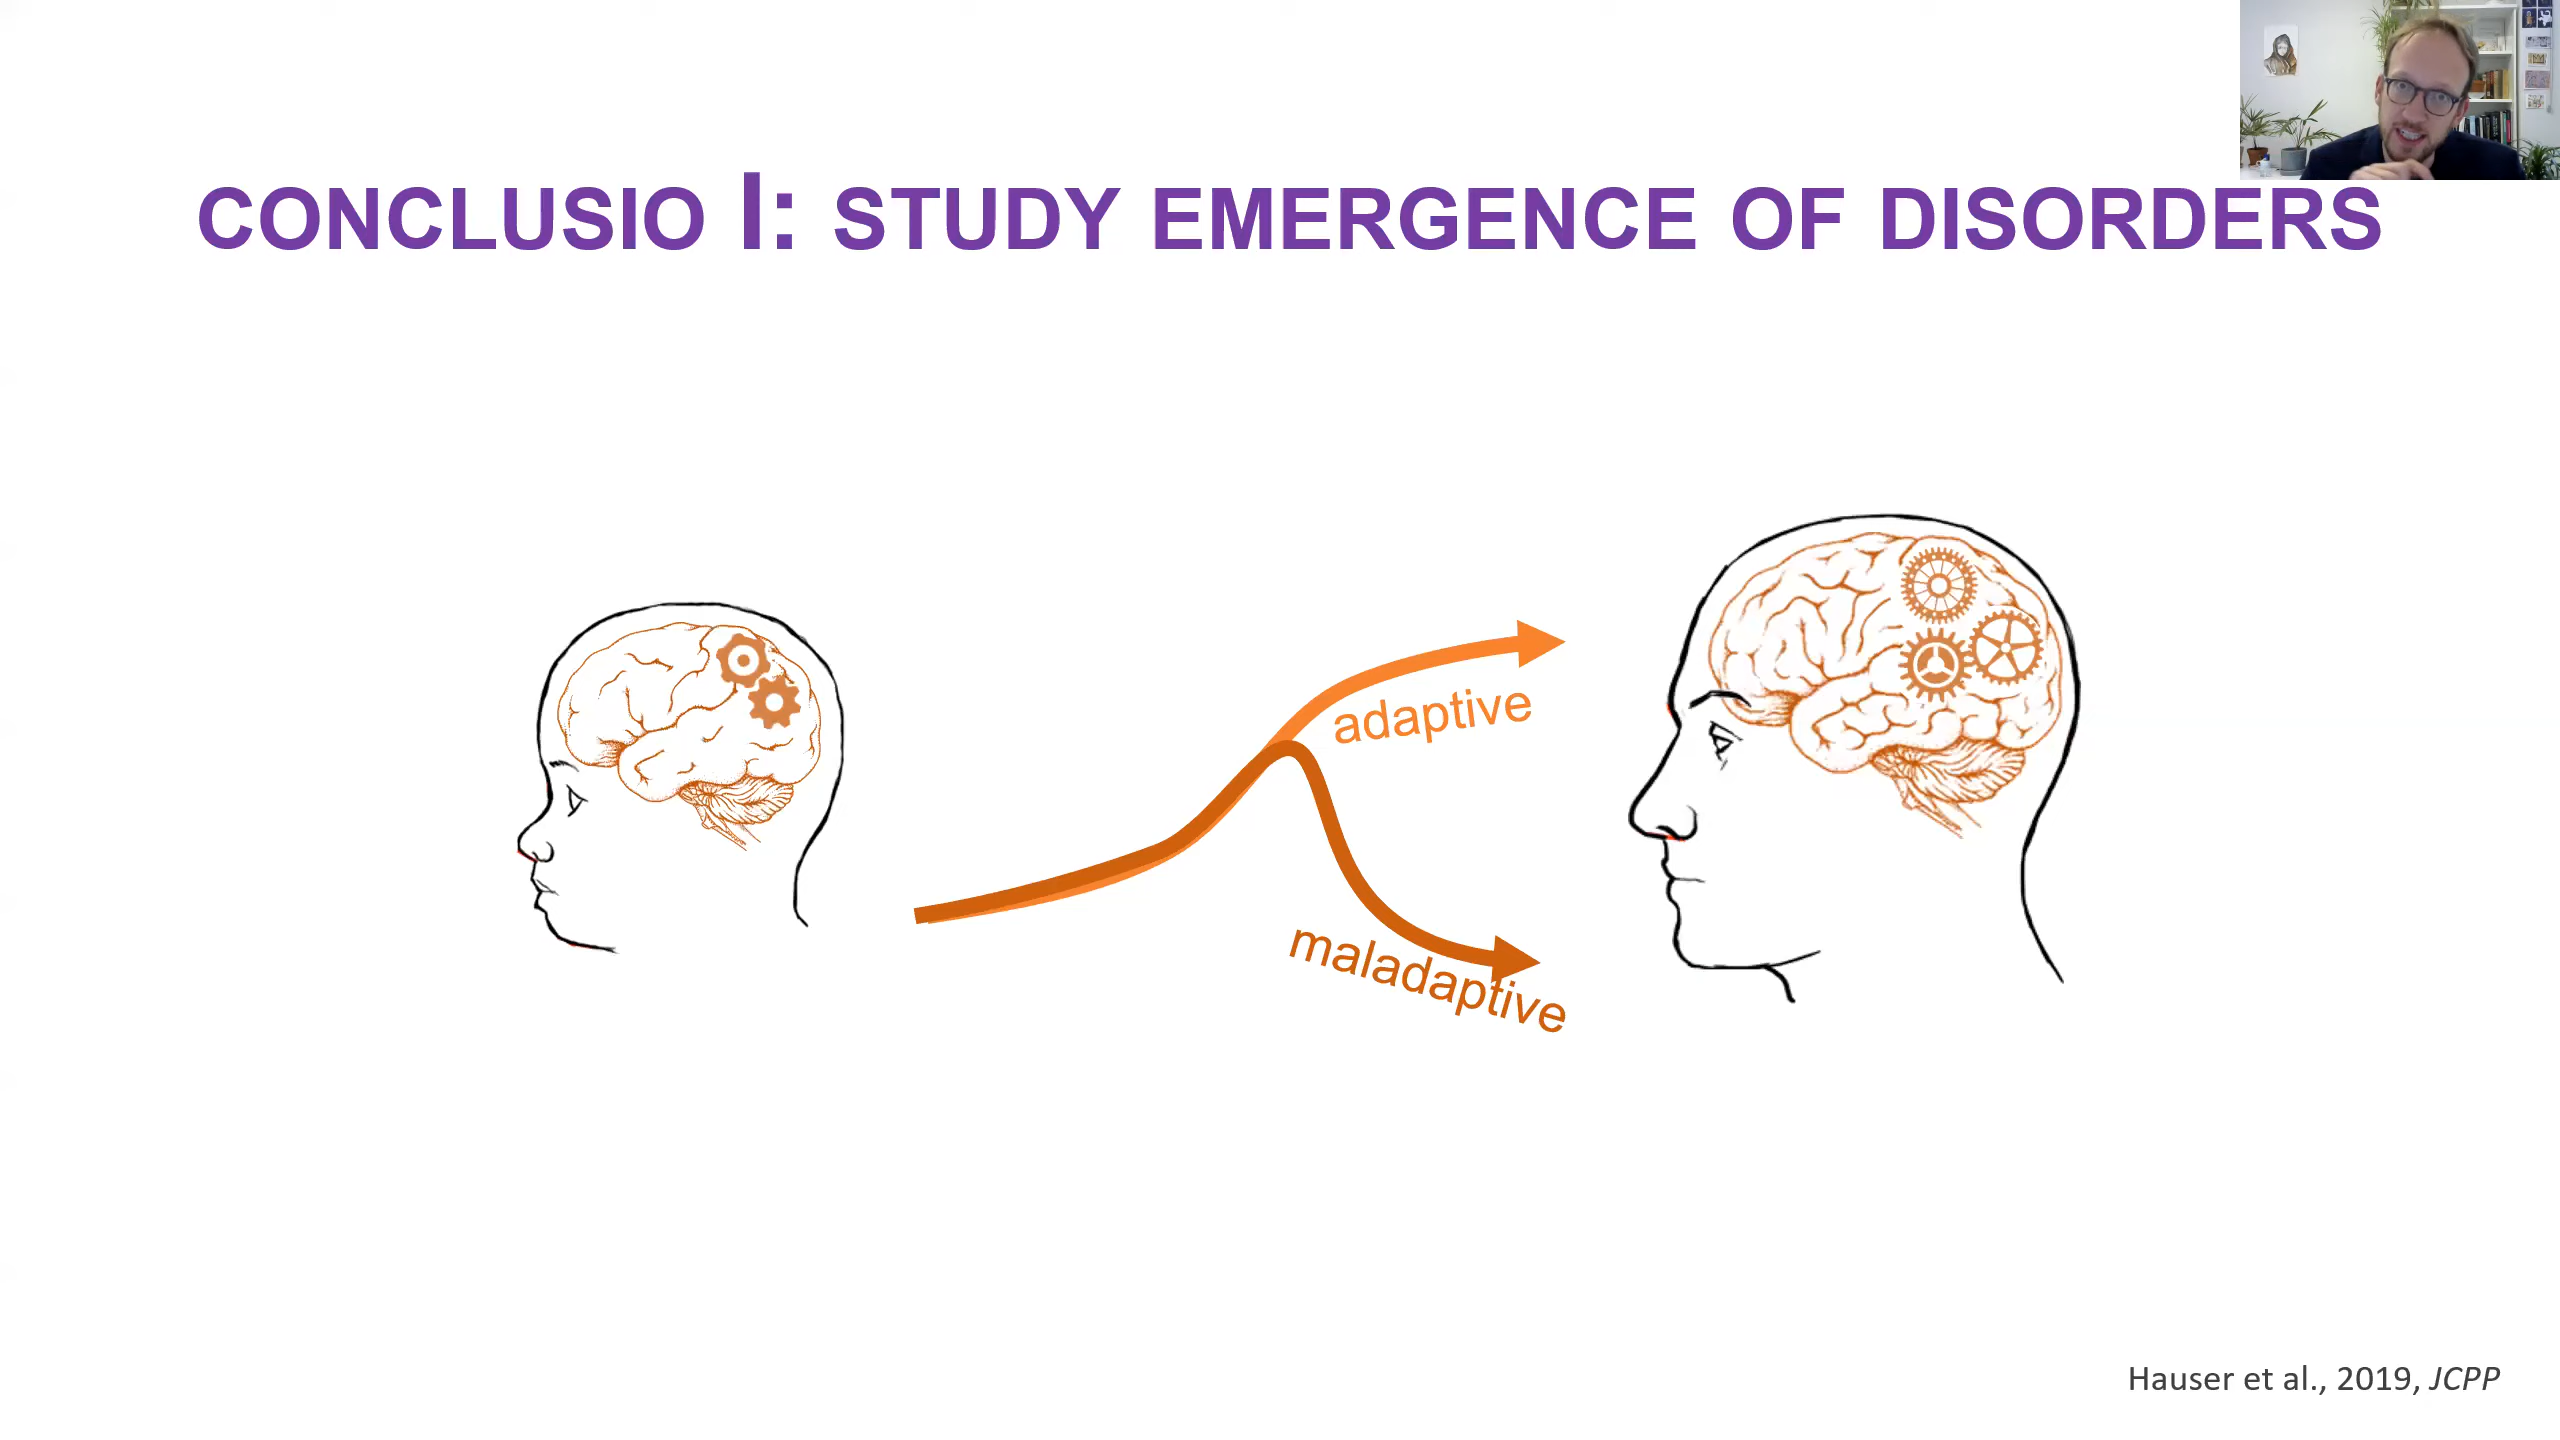 CONCLUSIO I: STUDY EMERGENCE OF DISORDERS
adaptive
maladaptive
Hauser et al., 2019, JCPP